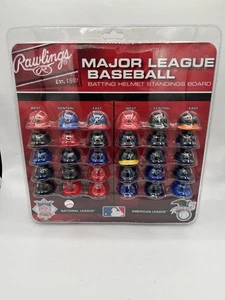 Rawlings
EST. 1887
MAJOR LEAGUE
BASEBALL
BATTING HELMET STANDINGS BOARD
WEST CENTRAL EAST WEST CENTRAL EAST
NATIONAL LEAGUE AMERICAN LEAGUE